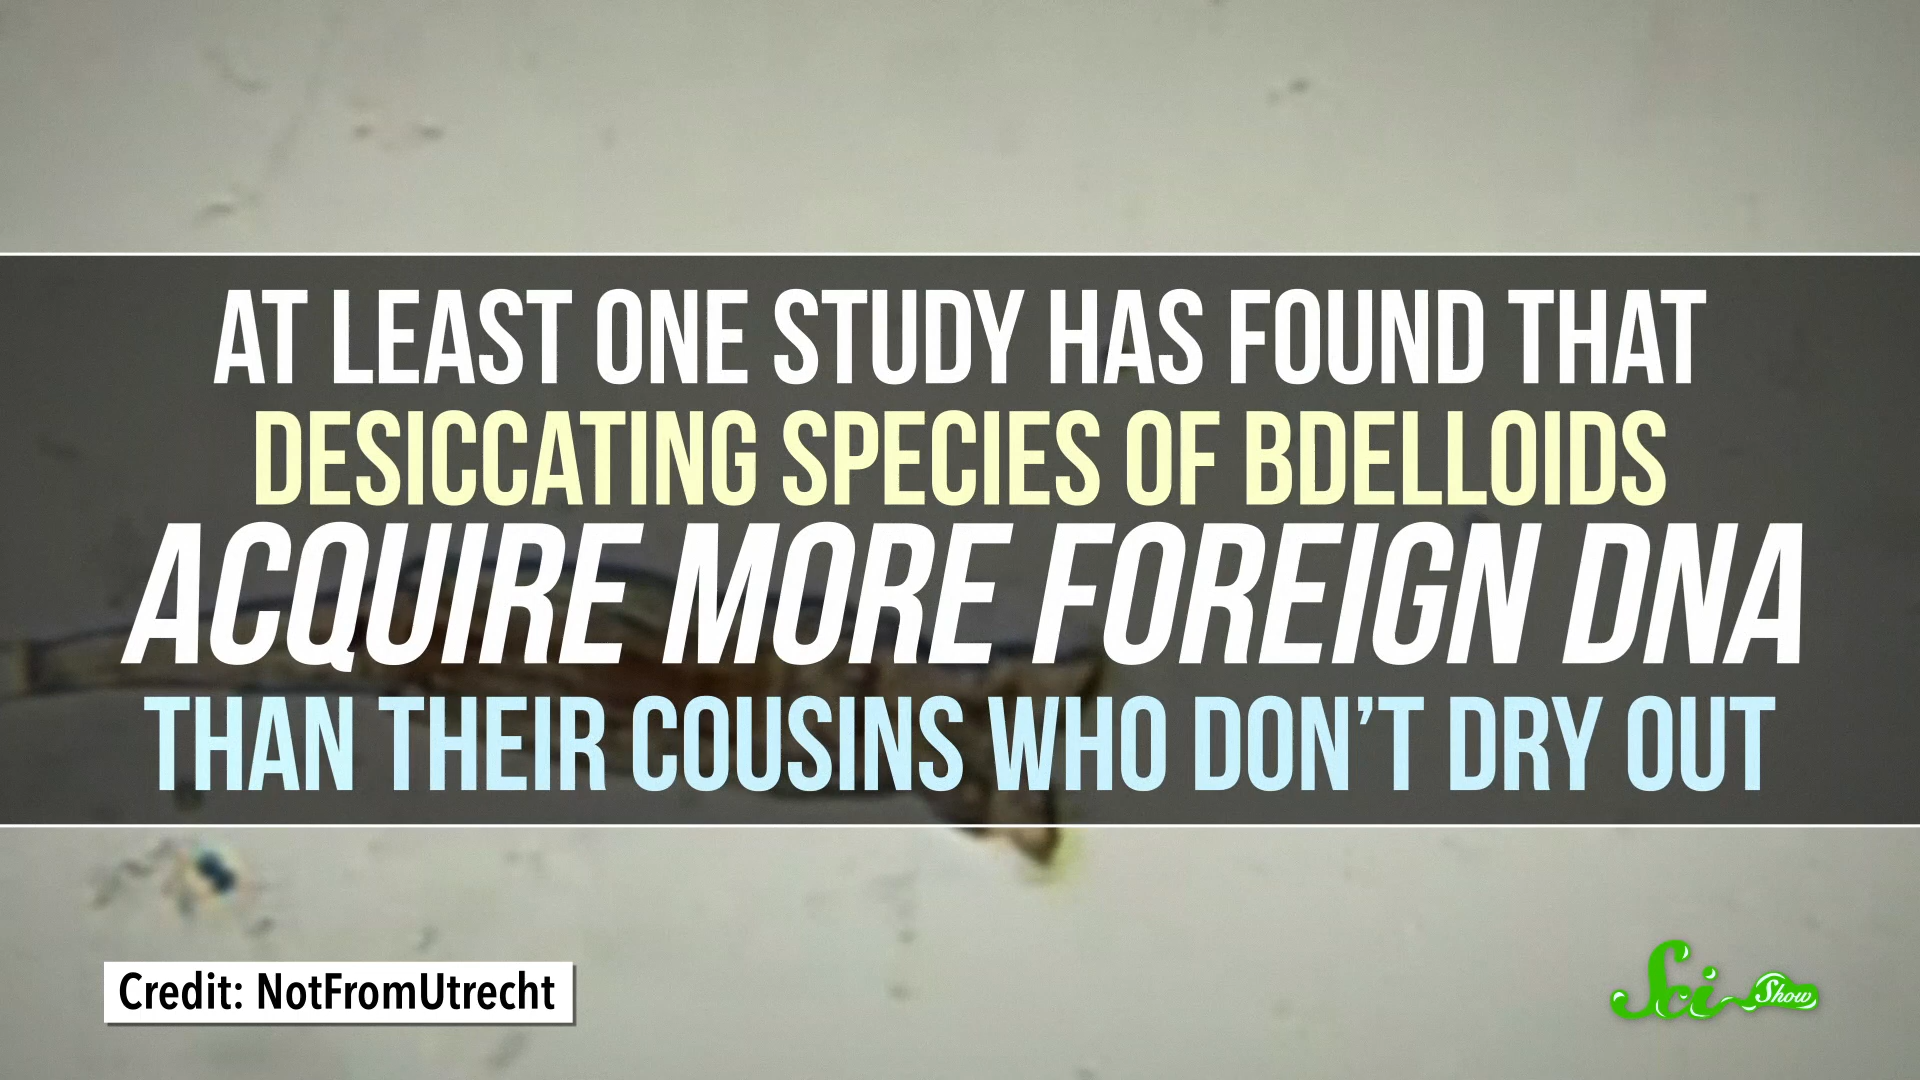 AT LEAST ONE STUDY HAS FOUND THAT
DESICCATING SPECIES OF BDELLOIDS
ACQUIRE MORE FOREIGN DNA
THAN THEIR COUSINS WHO DON'T DRY OUT
Credit: NotFromUtrecht
Sci Show